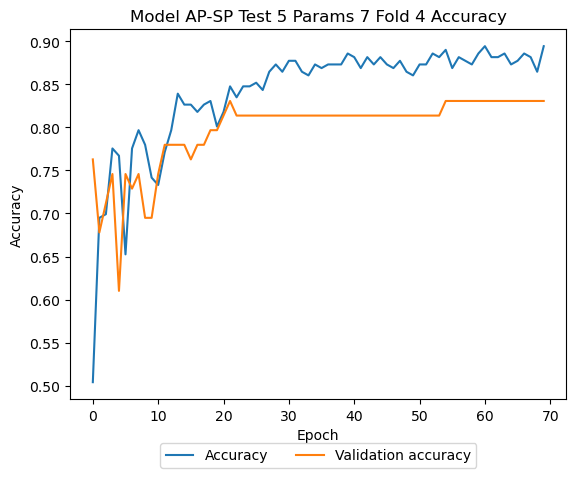 Model AP-SP Test 5 Params 7 Fold 4 Accuracy
0.90
0.85
0.80
0.75
0.70
0.65
0.60
0.55
0.50
Accuracy
0 10 20 30 40 50 60 70
Epoch
Accuracy Validation accuracy